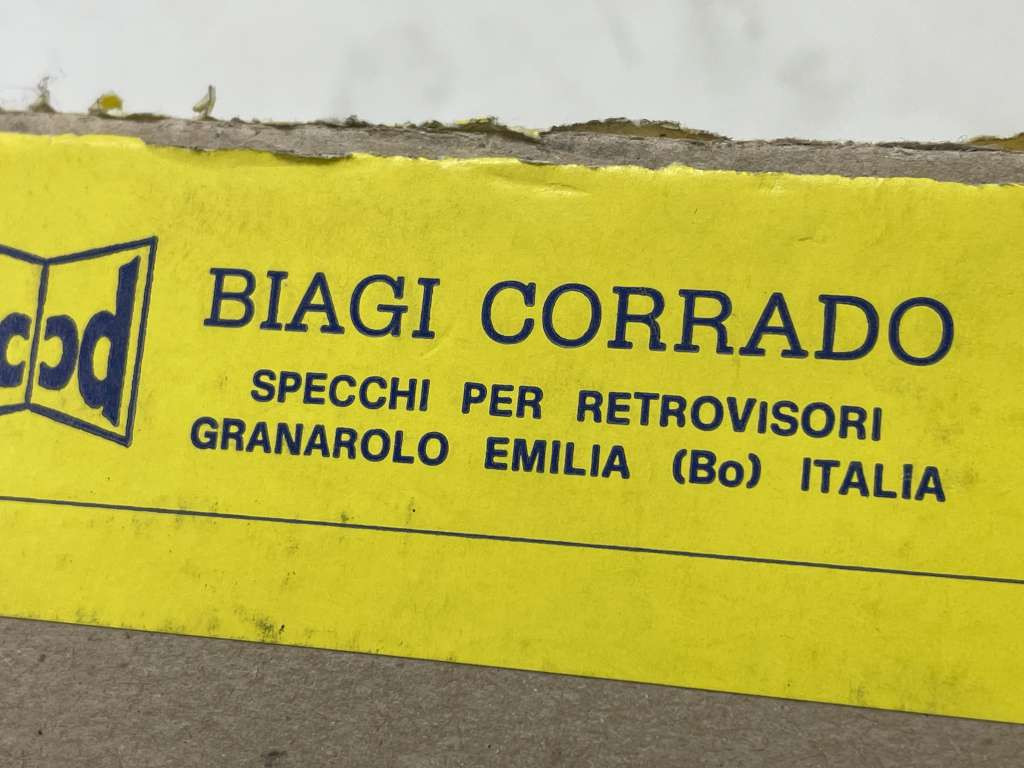 BIAGI CORRADO
SPECCHI PER RETROVISORI
GRANAROLO EMILIA (Bo) ITALIA